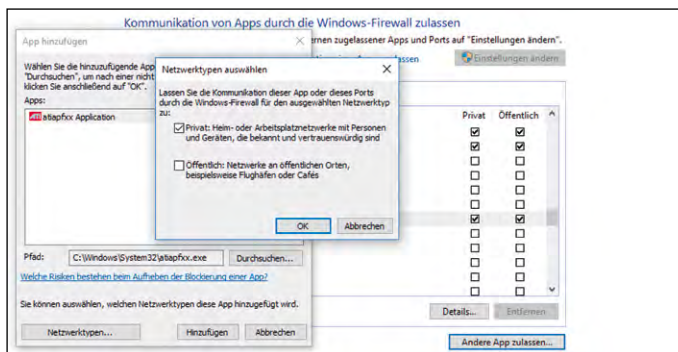 Kommunikation von Apps durch die Windows-Firewall zulassen
App hinzufügen
ernen zugelassener Apps und Ports auf "Einstellungen ändern".
Wählen Sie die hinzuzufügende App
"Durchsuchen", um nach einer nicht
klicken Sie anschließend auf "OK".
lassen
Einstellungen ändern
Apps:
atiapfxx Application
Netzwerktypen auswählen
Lassen Sie die Kommunikation dieser App oder dieses Ports
durch die Windows-Firewall für den ausgewählten Netzwerktyp
zu:
Privat: Heim- oder Arbeitsplatznetzwerke mit Personen
und Geräten, die bekannt und vertrauenswürdig sind
Öffentlich: Netzwerke an öffentlichen Orten,
beispielsweise Flughäfen oder Cafés
OK
Abbrechen
Privat
Öffentlich
Pfad:
C:\Windows\System32\atiapfxx.exe
Durchsuchen...
Welche Risiken bestehen beim Aufheben der Blockierung einer App?
Sie können auswählen, welchen Netzwerktypen diese App hinzugefügt wird.
Netzwerktypen...
Hinzufügen
Abbrechen
Details...
Entfernen
Andere App zulassen...